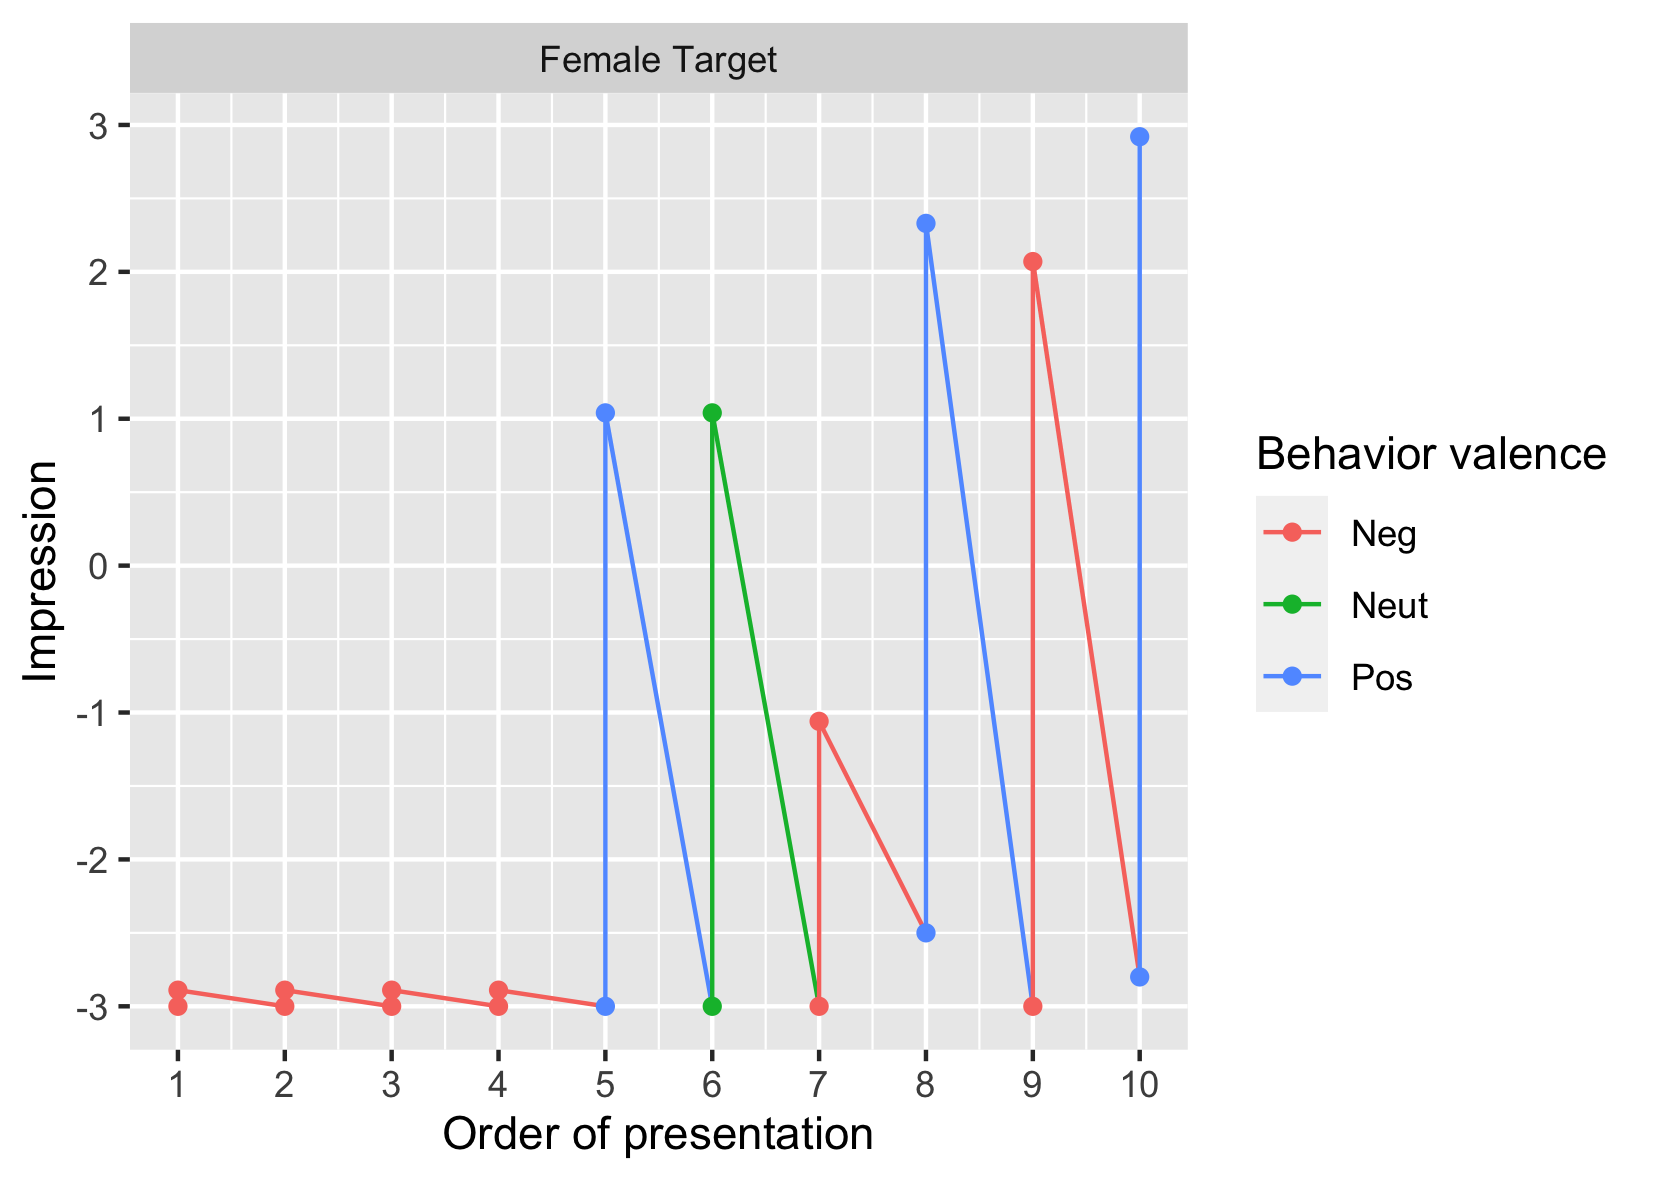 Female Target
3
2
1
0
-1
-2
-3
Impression
1 2 3 4 5 6 7 8 9 10
Order of presentation
Behavior valence
Neg
Neut
Pos